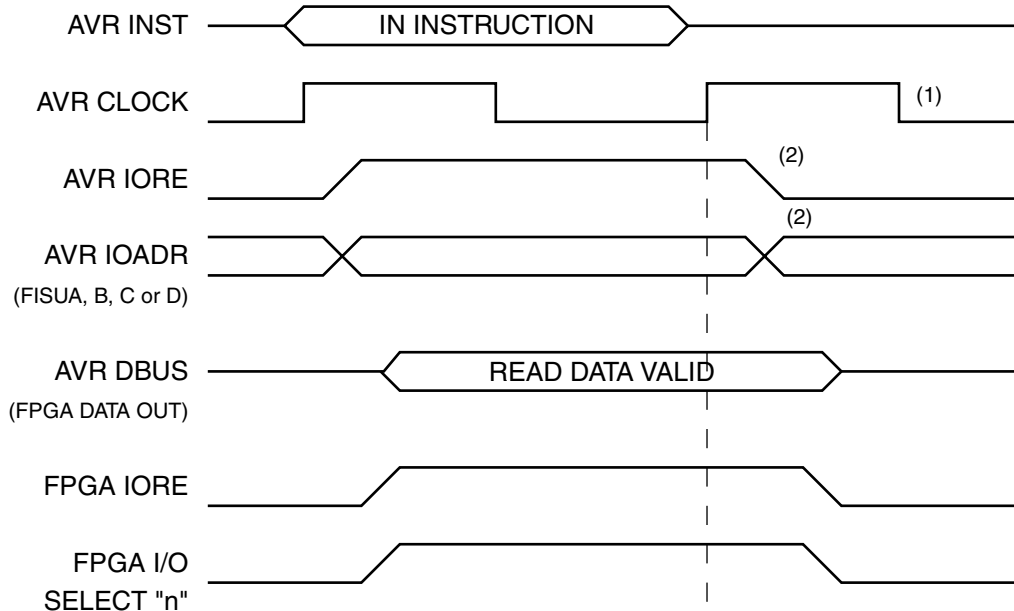 AVR INST IN INSTRUCTION
AVR CLOCK (1)
AVR IORE (2)
(2)
AVR IOADR
(FISUA, B, C or D)
AVR DBUS READ DATA VALID
(FPGA DATA OUT)
FPGA IORE
FPGA I/O
SELECT "n"